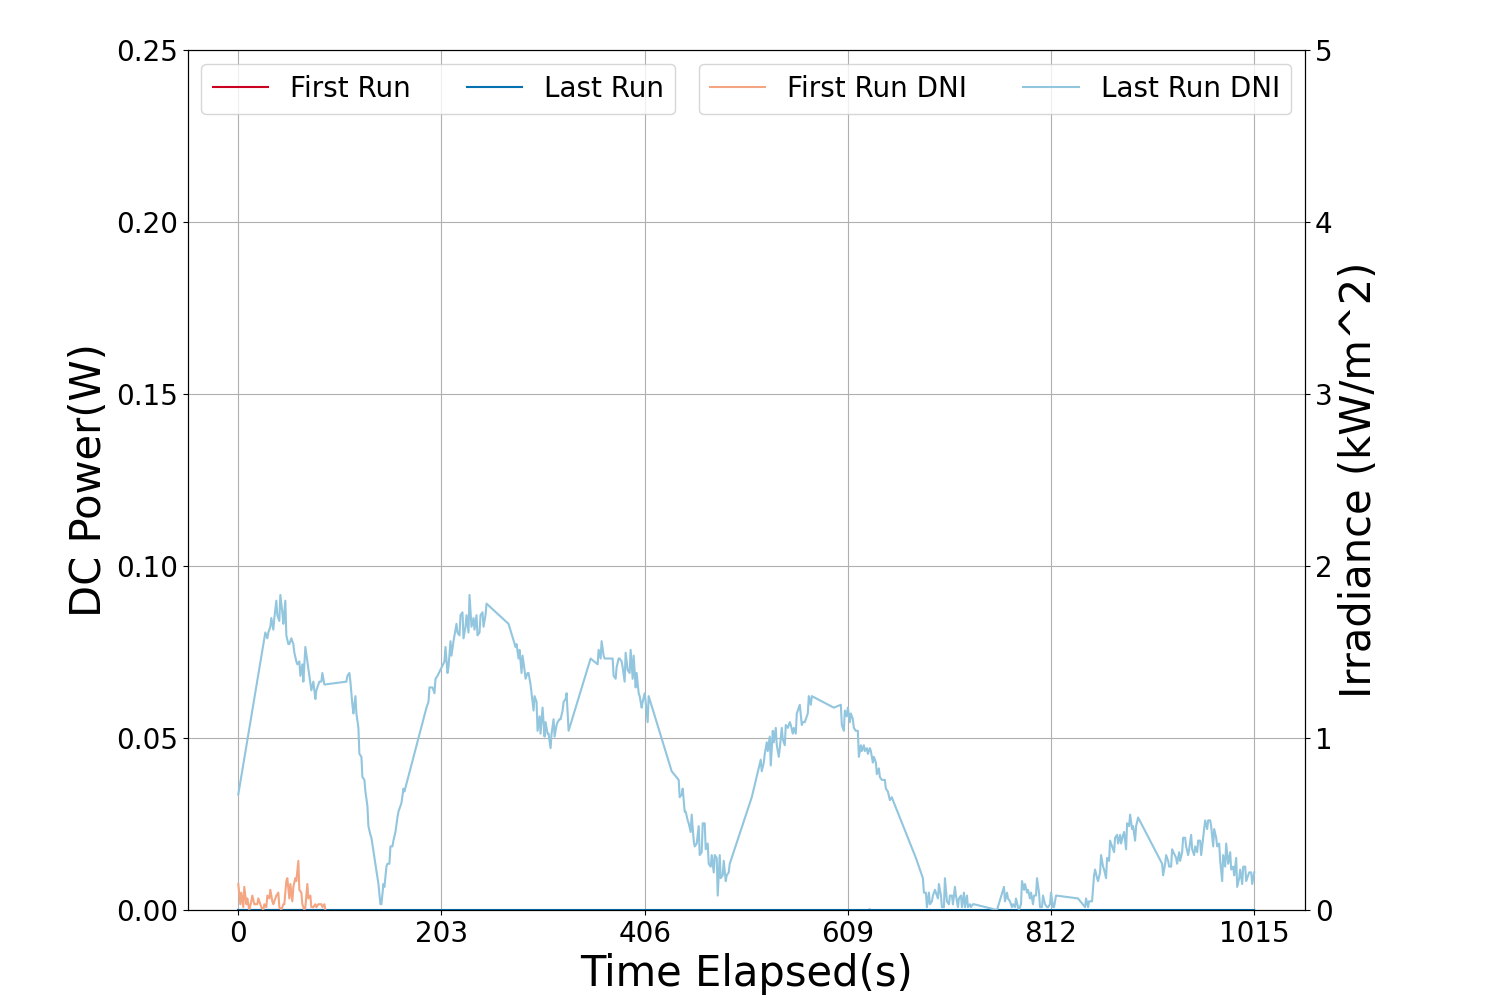 First Run
Last Run
First Run DNI
Last Run DNI
0.25
0.20
0.15
0.10
0.05
0.00
DC Power(W)
5
4
3
2
1
0
Irradiance (kW/m^2)
0
203
406
609
812
1015
Time Elapsed(s)